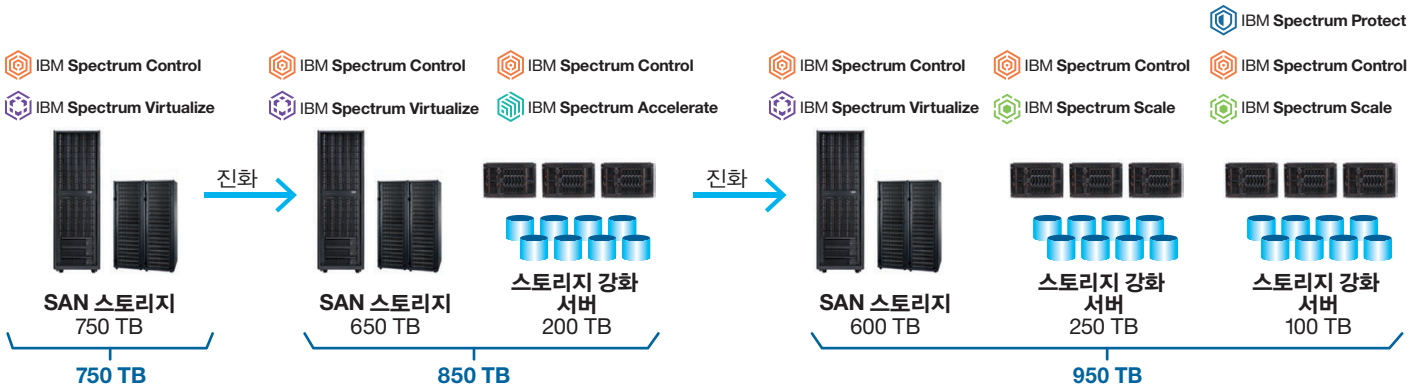 IBM Spectrum Control
IBM Spectrum Virtualize
SAN 스토리지
750 TB
750 TB
진화
IBM Spectrum Control
IBM Spectrum Virtualize
SAN 스토리지
650 TB
IBM Spectrum Control
IBM Spectrum Accelerate
스토리지 강화
서버
200 TB
850 TB
진화
IBM Spectrum Control
IBM Spectrum Virtualize
SAN 스토리지
600 TB
IBM Spectrum Control
IBM Spectrum Scale
스토리지 강화
서버
250 TB
IBM Spectrum Protect
IBM Spectrum Control
IBM Spectrum Scale
스토리지 강화
서버
100 TB
950 TB